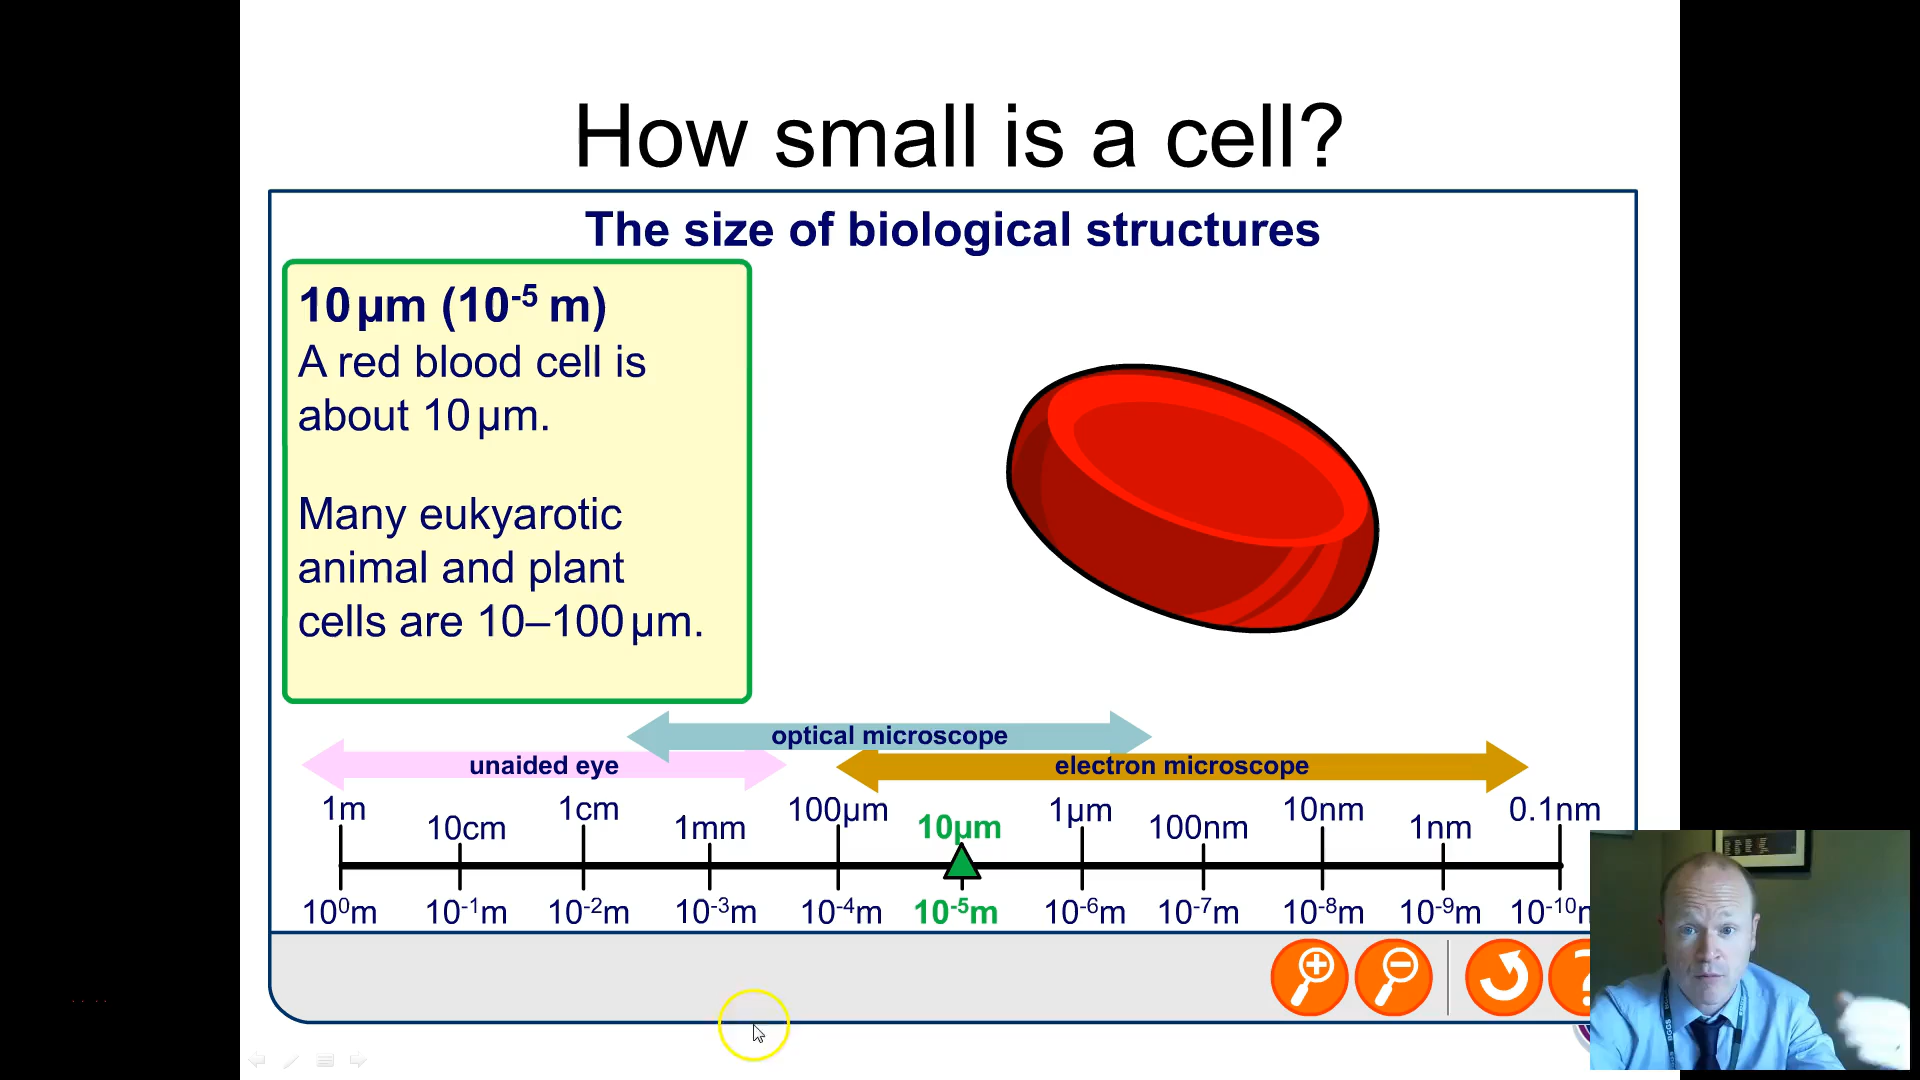 How small is a cell?
The size of biological structures
10 µm (10⁻⁵ m)
A red blood cell is
about 10 µm.
Many eukyarotic
animal and plant
cells are 10–100 µm.
optical microscope
unaided eye
electron microscope
1m 10cm 1cm 1mm 100µm 10µm 1µm 100nm 10nm 1nm 0.1nm
10⁰m 10⁻¹m 10⁻²m 10⁻³m 10⁻⁴m 10⁻⁵m 10⁻⁶m 10⁻⁷m 10⁻⁸m 10⁻⁹m 10⁻¹⁰m
?